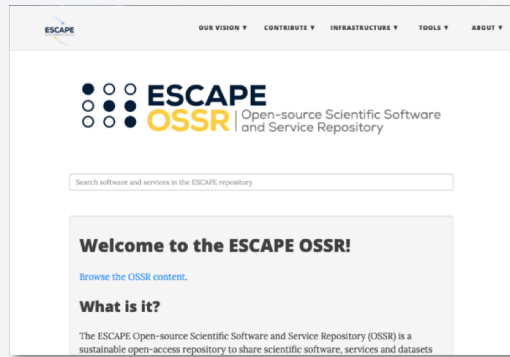 ESCAPE
OUR VISION ▼ CONTRIBUTE ▼ INFRASTRUCTURE ▼ TOOLS ▼ ABOUT ▼
ESCAPE
OSSR | Open-source Scientific Software
and Service Repository
Search software and services in the ESCAPE repository
Welcome to the ESCAPE OSSR!
Browse the OSSR content.
What is it?
The ESCAPE Open-source Scientific Software and Service Repository (OSSR) is a
sustainable open-access repository to share scientific software, services and datasets